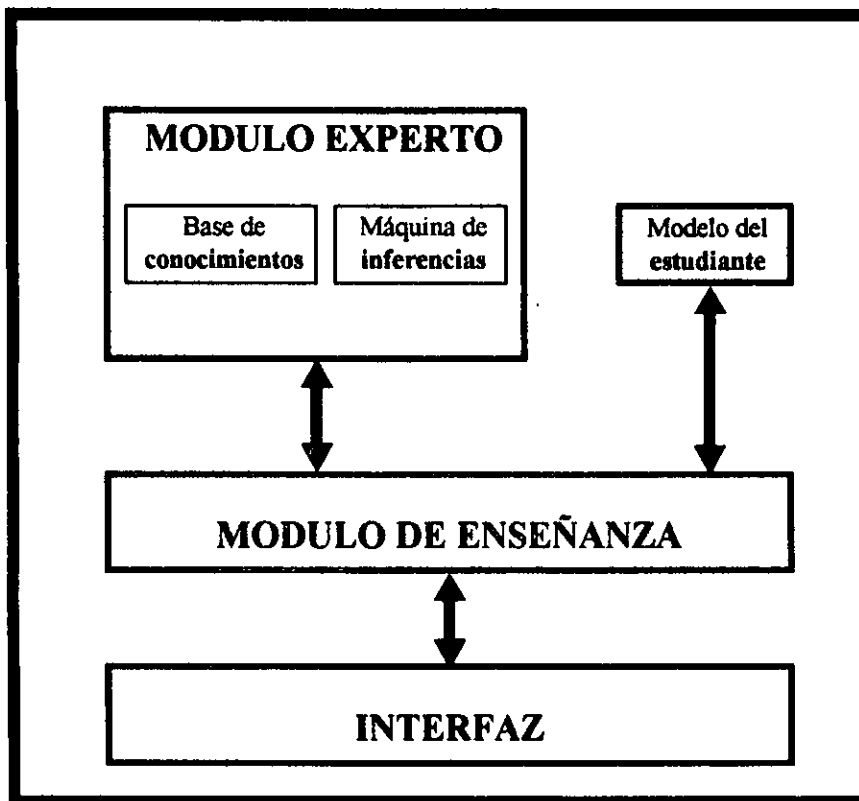 MODULO EXPERTO
Base de
conocimientos
Máquina de
inferencias
Modelo del
estudiante
MODULO DE ENSEÑANZA
INTERFAZ